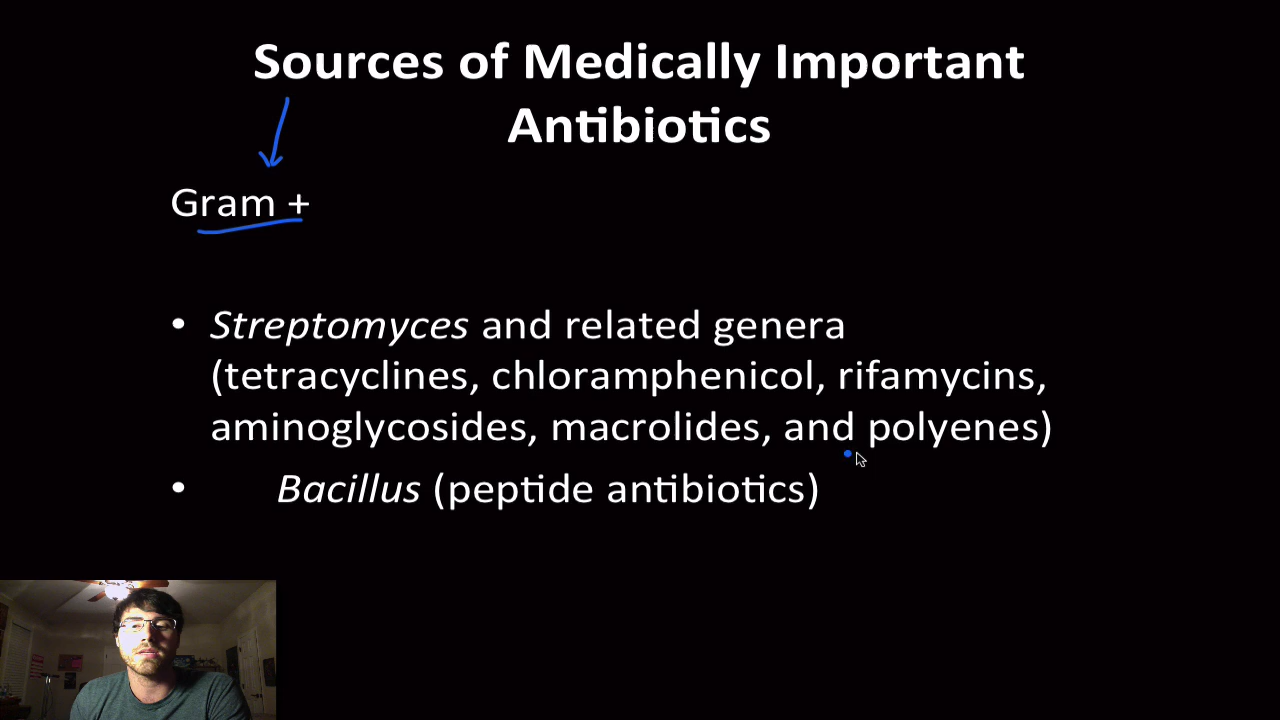 Sources of Medically Important
Antibiotics
Gram +
• Streptomyces and related genera
(tetracyclines, chloramphenicol, rifamycins,
aminoglycosides, macrolides, and polyenes)
• Bacillus (peptide antibiotics)